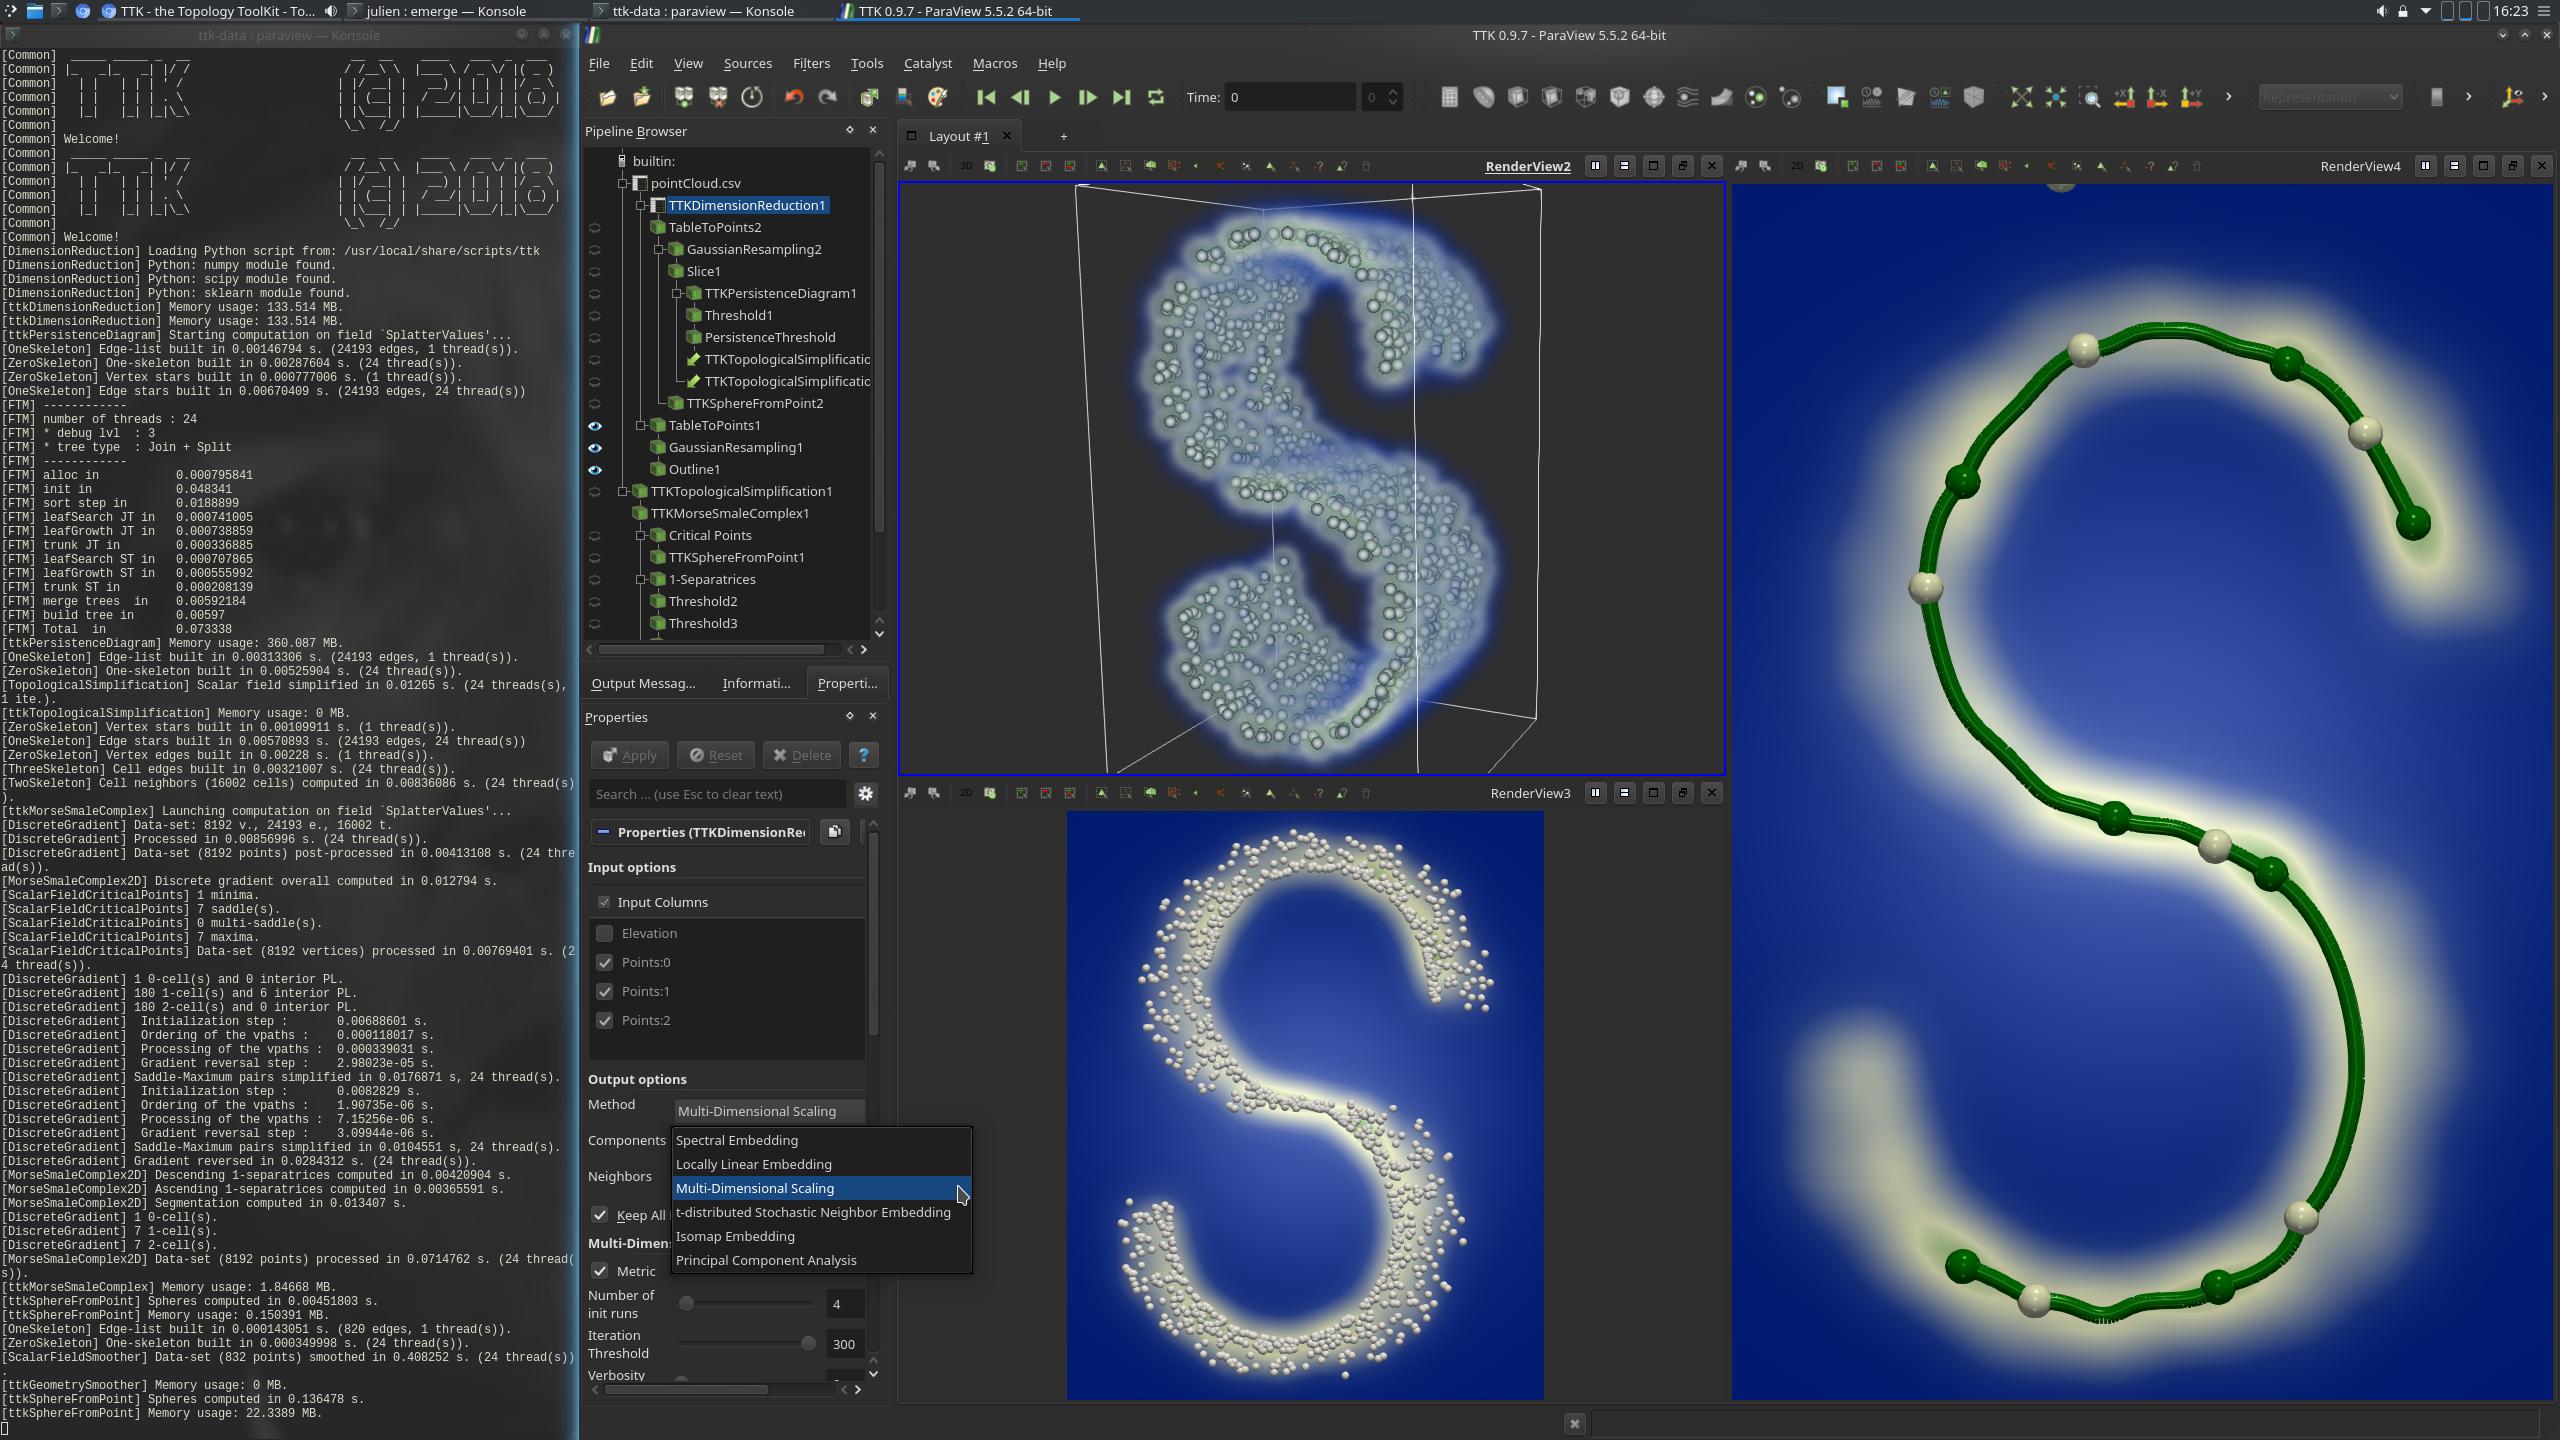 TTK - the Topology ToolKit - To...
julien : emerge — Konsole
ttk-data : paraview — Konsole
TTK 0.9.7 - ParaView 5.5.2 64-bit
16:23
ttk-data : paraview — Konsole
[Common] Welcome!
[Common] Welcome!
[DimensionReduction] Loading Python script from: /usr/local/share/scripts/ttk
[DimensionReduction] Python: numpy module found.
[DimensionReduction] Python: scipy module found.
[DimensionReduction] Python: sklearn module found.
[ttkDimensionReduction] Memory usage: 133.514 MB.
[ttkDimensionReduction] Memory usage: 133.514 MB.
[ttkPersistenceDiagram] Starting computation on field `SplatterValues'...
[OneSkeleton] Edge-list built in 0.00146794 s. (24193 edges, 1 thread(s)).
[ZeroSkeleton] One-skeleton built in 0.00287604 s. (24 thread(s)).
[ZeroSkeleton] Vertex stars built in 0.000777006 s. (1 thread(s)).
[OneSkeleton] Edge stars built in 0.00670409 s. (24193 edges, 24 thread(s))
[FTM] ------------
[FTM] number of threads : 24
[FTM] * debug lvl  : 3
[FTM] * tree type  : Join + Split
[FTM] ------------
[FTM] alloc in 0.000795841
[FTM] init in 0.048341
[FTM] sort step in 0.0188899
[FTM] leafSearch JT in 0.000741005
[FTM] leafGrowth JT in 0.000738859
[FTM] trunk JT in 0.000336885
[FTM] leafSearch ST in 0.000707865
[FTM] leafGrowth ST in 0.000555992
[FTM] trunk ST in 0.000208139
[FTM] merge trees  in 0.00592184
[FTM] build tree in 0.00597
[FTM] Total  in 0.073338
[ttkPersistenceDiagram] Memory usage: 360.087 MB.
[OneSkeleton] Edge-list built in 0.00313306 s. (24193 edges, 1 thread(s)).
[ZeroSkeleton] One-skeleton built in 0.00525904 s. (24 thread(s)).
[TopologicalSimplification] Scalar field simplified in 0.01265 s. (24 threads(s),
1 ite.).
[ttkTopologicalSimplification] Memory usage: 0 MB.
[ZeroSkeleton] Vertex stars built in 0.00109911 s. (1 thread(s)).
[OneSkeleton] Edge stars built in 0.00570893 s. (24193 edges, 24 thread(s))
[ZeroSkeleton] Vertex edges built in 0.00228 s. (1 thread(s)).
[ThreeSkeleton] Cell edges built in 0.00321007 s. (24 thread(s)).
[TwoSkeleton] Cell neighbors (16002 cells) computed in 0.00836086 s. (24 thread(s)
).
[ttkMorseSmaleComplex] Launching computation on field `SplatterValues'...
[DiscreteGradient] Data-set: 8192 v., 24193 e., 16002 t.
[DiscreteGradient] Processed in 0.00856996 s. (24 thread(s)).
[DiscreteGradient] Data-set (8192 points) post-processed in 0.00413108 s. (24 thre
ad(s)).
[MorseSmaleComplex2D] Discrete gradient overall computed in 0.012794 s.
[ScalarFieldCriticalPoints] 1 minima.
[ScalarFieldCriticalPoints] 7 saddle(s).
[ScalarFieldCriticalPoints] 0 multi-saddle(s).
[ScalarFieldCriticalPoints] 7 maxima.
[ScalarFieldCriticalPoints] Data-set (8192 vertices) processed in 0.00769401 s. (2
4 thread(s)).
[DiscreteGradient] 1 0-cell(s) and 0 interior PL.
[DiscreteGradient] 180 1-cell(s) and 6 interior PL.
[DiscreteGradient] 180 2-cell(s) and 0 interior PL.
[DiscreteGradient]  Initialization step : 0.00688601 s.
[DiscreteGradient]  Ordering of the vpaths : 0.000118017 s.
[DiscreteGradient]  Processing of the vpaths : 0.000339031 s.
[DiscreteGradient]  Gradient reversal step : 2.98023e-05 s.
[DiscreteGradient] Saddle-Maximum pairs simplified in 0.0176871 s, 24 thread(s).
[DiscreteGradient]  Initialization step : 0.0082829 s.
[DiscreteGradient]  Ordering of the vpaths : 1.90735e-06 s.
[DiscreteGradient]  Processing of the vpaths : 7.15256e-06 s.
[DiscreteGradient]  Gradient reversal step : 3.09944e-06 s.
[DiscreteGradient] Saddle-Maximum pairs simplified in 0.0104551 s, 24 thread(s).
[DiscreteGradient] Gradient reversed in 0.0284312 s. (24 thread(s)).
[MorseSmaleComplex2D] Descending 1-separatrices computed in 0.00420904 s.
[MorseSmaleComplex2D] Ascending 1-separatrices computed in 0.00365591 s.
[MorseSmaleComplex2D] Segmentation computed in 0.013407 s.
[DiscreteGradient] 1 0-cell(s).
[DiscreteGradient] 7 1-cell(s).
[DiscreteGradient] 7 2-cell(s).
[MorseSmaleComplex2D] Data-set (8192 points) processed in 0.0714762 s. (24 thread(
s)).
[ttkMorseSmaleComplex] Memory usage: 1.84668 MB.
[ttkSphereFromPoint] Spheres computed in 0.00451803 s.
[ttkSphereFromPoint] Memory usage: 0.150391 MB.
[OneSkeleton] Edge-list built in 0.000143051 s. (820 edges, 1 thread(s)).
[ZeroSkeleton] One-skeleton built in 0.000349998 s. (24 thread(s)).
[ScalarFieldSmoother] Data-set (832 points) smoothed in 0.408252 s. (24 thread(s))
.
[ttkGeometrySmoother] Memory usage: 0 MB.
[ttkSphereFromPoint] Spheres computed in 0.136478 s.
[ttkSphereFromPoint] Memory usage: 22.3389 MB.
TTK 0.9.7 - ParaView 5.5.2 64-bit
File Edit View Sources Filters Tools Catalyst Macros Help
Time: 0
0
Representation
Pipeline Browser
builtin:
pointCloud.csv
TTKDimensionReduction1
TableToPoints2
GaussianResampling2
Slice1
TTKPersistenceDiagram1
Threshold1
PersistenceThreshold
TTKTopologicalSimplificatio
TTKTopologicalSimplificatio
TTKSphereFromPoint2
TableToPoints1
GaussianResampling1
Outline1
TTKTopologicalSimplification1
TTKMorseSmaleComplex1
Critical Points
TTKSphereFromPoint1
1-Separatrices
Threshold2
Threshold3
Output Messag... Informati... Properti...
Properties
Apply Reset Delete ?
Search ... (use Esc to clear text)
Properties (TTKDimensionRe
Input options
Input Columns
Elevation
Points:0
Points:1
Points:2
Output options
Method Multi-Dimensional Scaling
Components
Neighbors
Spectral Embedding
Locally Linear Embedding
Multi-Dimensional Scaling
t-distributed Stochastic Neighbor Embedding
Isomap Embedding
Principal Component Analysis
Keep All
Multi-Dimens
Metric
Number of
init runs
4
Iteration
Threshold
300
Verbosity
Layout #1
+
3D
RenderView2
2D
RenderView4
2D
RenderView3